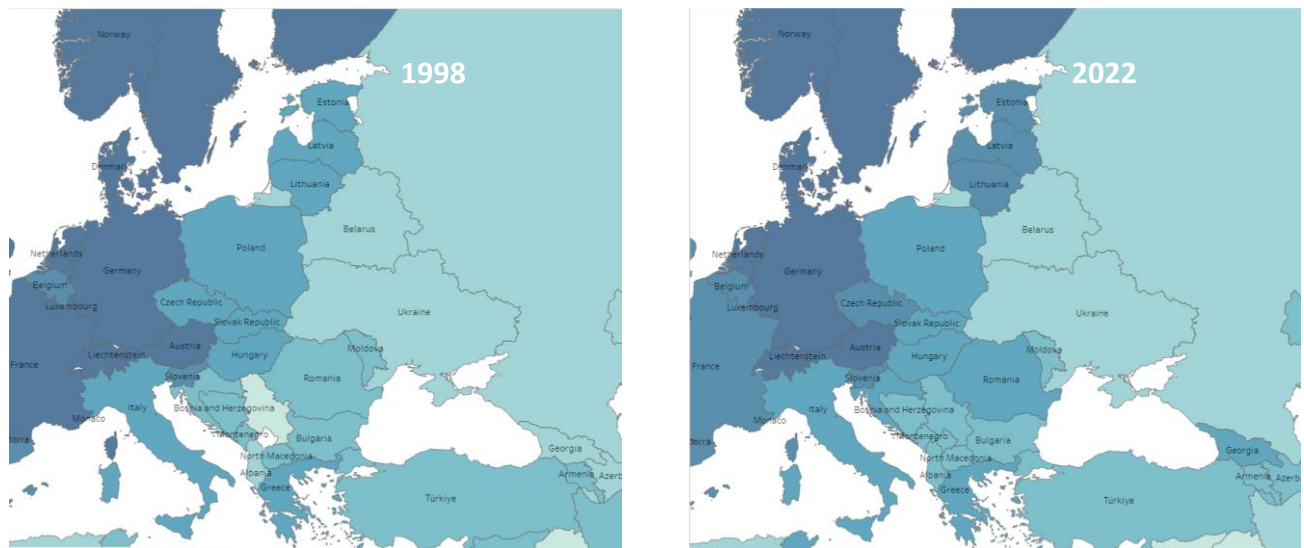 1998
Norway
Estonia
Latvia
Denmark
Lithuania
Belarus
Netherlands
Poland
Germany
Belgium
Czech Republic
Luxembourg
Ukraine
Slovak Republic
Austria
Liechtenstein
France
Hungary
Moldova
Slovenia
Romania
Monaco
Italy
Bosnia and Herzegovina
Montenegro
Bulgaria
dorra
North Macedonia
Georgia
Albania
Armenia
Azerb
Greece
Türkiye
2022
Norway
Estonia
Latvia
Denmark
Lithuania
Belarus
Netherlands
Poland
Germany
Belgium
Czech Republic
Luxembourg
Ukraine
Slovak Republic
Austria
Liechtenstein
France
Hungary
Moldova
Slovenia
Romania
Monaco
Italy
Bosnia and Herzegovina
Montenegro
Bulgaria
dorra
North Macedonia
Georgia
Albania
Armenia
Azerb
Greece
Türkiye